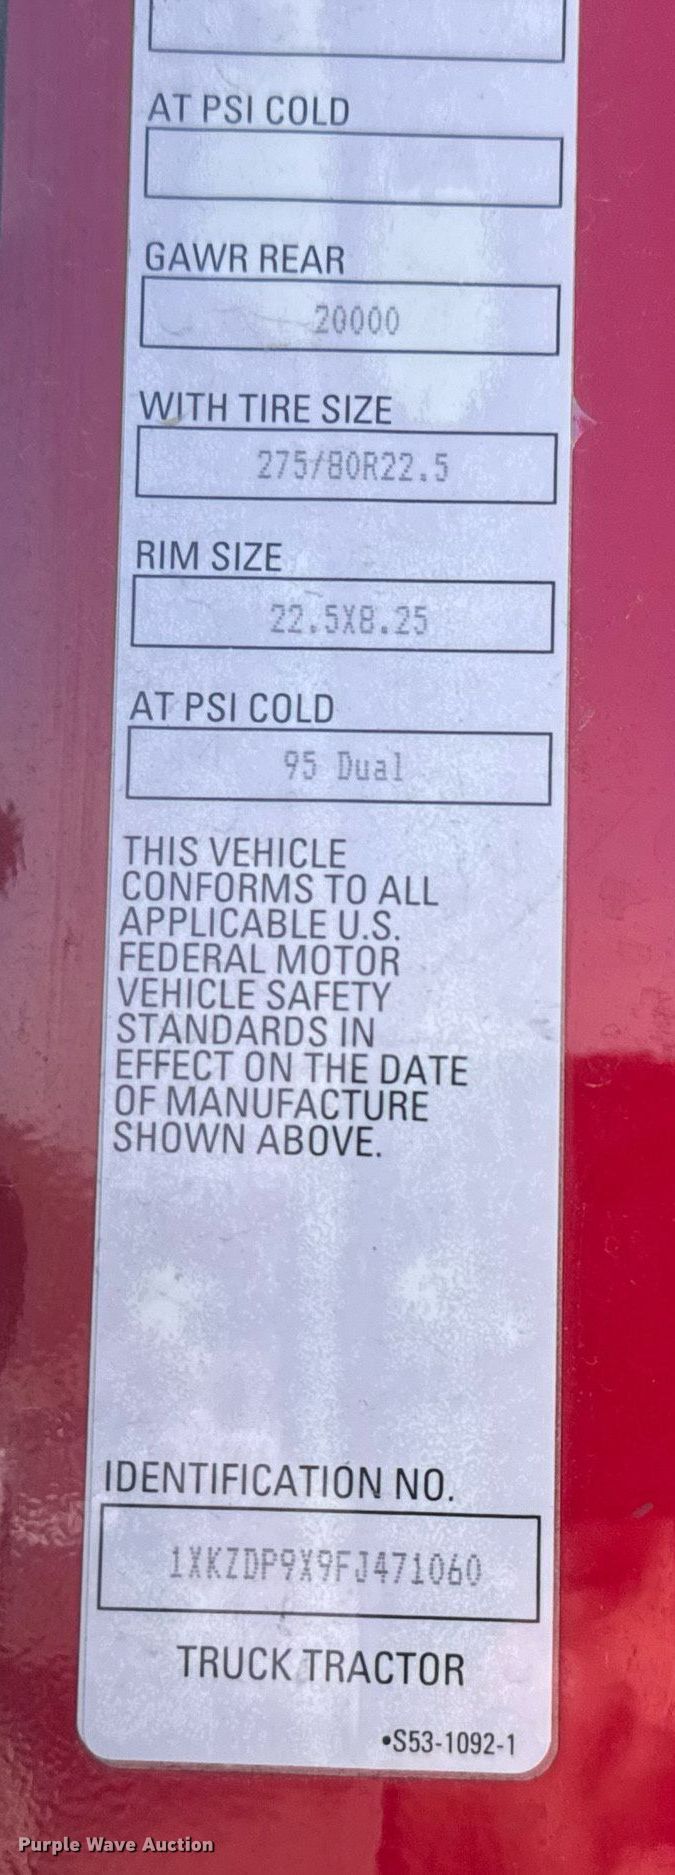 AT PSI COLD
GAWR REAR
20000
WITH TIRE SIZE
275/80R22.5
RIM SIZE
22.5X8.25
AT PSI COLD
95 Dual
THIS VEHICLE
CONFORMS TO ALL
APPLICABLE U.S.
FEDERAL MOTOR
VEHICLE SAFETY
STANDARDS IN
EFFECT ON THE DATE
OF MANUFACTURE
SHOWN ABOVE.
IDENTIFICATION NO.
1XKZDP9X9FJ471060
TRUCK TRACTOR
•S53-1092-1
Purple Wave Auction